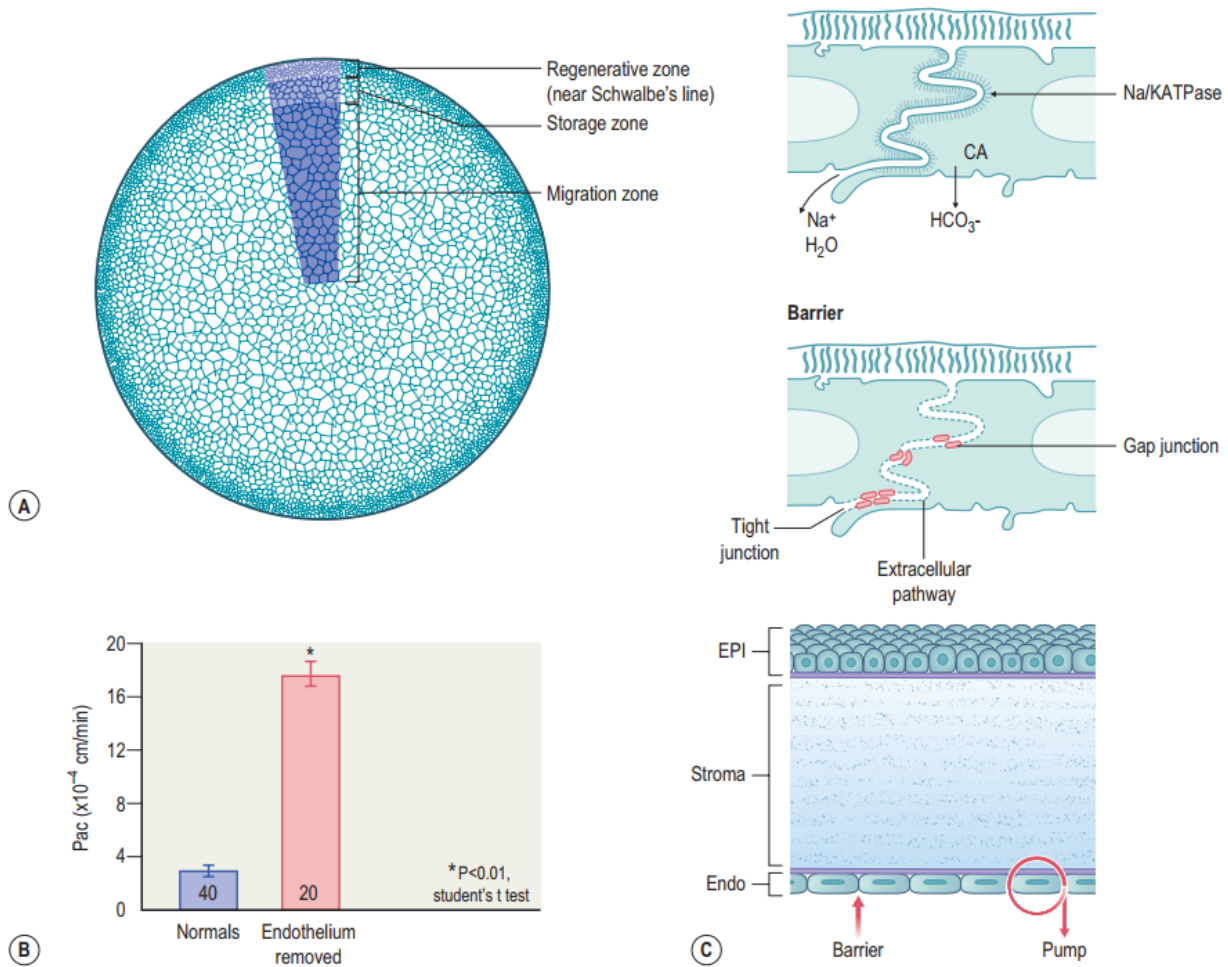 Regenerative zone
(near Schwalbe's line)
Storage zone
Migration zone
A
20
16
12
8
4
0
Pac (x10⁻⁴ cm/min)
*
40
20
*P<0.01,
student's t test
Normals
Endothelium
removed
B
Na/KATPase
CA
Na⁺
H₂O
HCO₃-
Barrier
Gap junction
Tight
junction
Extracellular
pathway
EPI
Stroma
Endo
Barrier
Pump
C